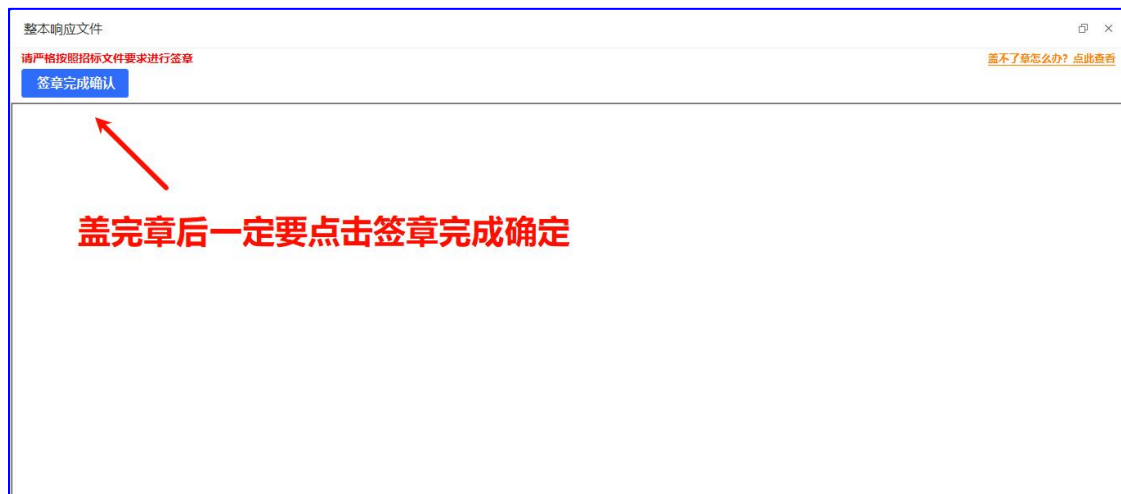 整本响应文件
请严格按照招标文件要求进行签章
盖不了章怎么办？点此查看
签章完成确认
盖完章后一定要点击签章完成确定